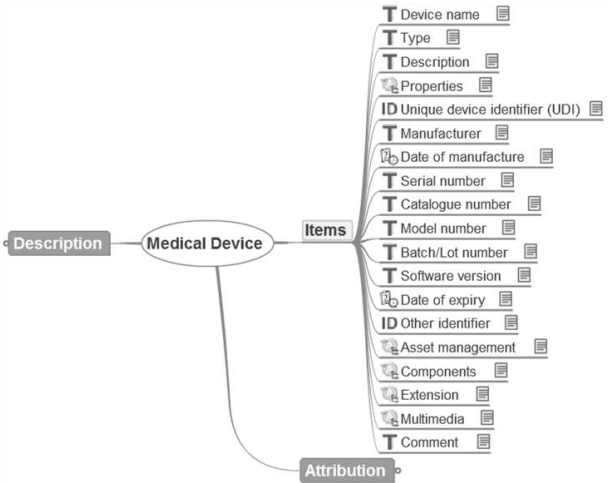 T Device name
T Type
T Description
Properties
ID Unique device identifier (UDI)
T Manufacturer
Date of manufacture
T Serial number
T Catalogue number
T Model number
T Batch/Lot number
T Software version
Date of expiry
ID Other identifier
Asset management
Components
Extension
Multimedia
T Comment
Items
Medical Device
Description
Attribution